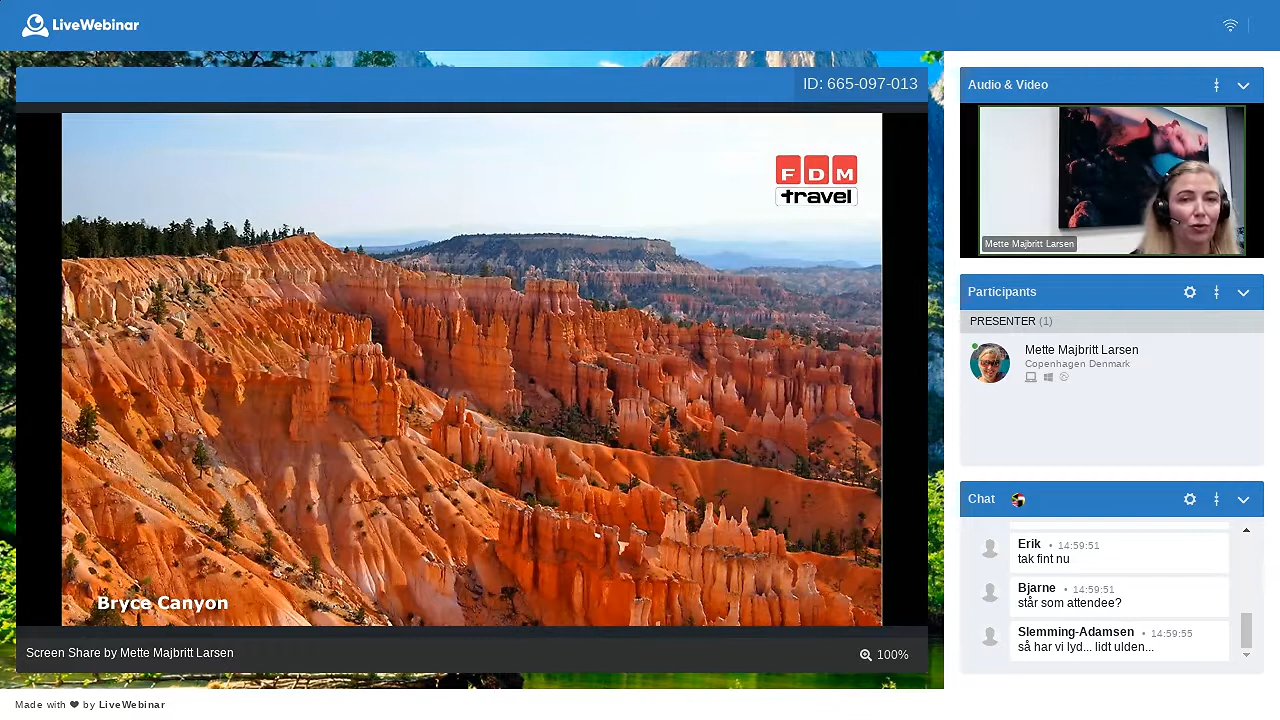 LiveWebinar
ID: 665-097-013
FDM
travel
Bryce Canyon
Screen Share by Mette Majbritt Larsen
100%
Made with by LiveWebinar
Audio & Video
Mette Majbritt Larsen
Participants
PRESENTER (1)
Mette Majbritt Larsen
Copenhagen Denmark
Chat
Erik • 14:59:51
tak fint nu
Bjarne • 14:59:51
står som attendee?
Slemming-Adamsen • 14:59:55
så har vi lyd... lidt ulden...